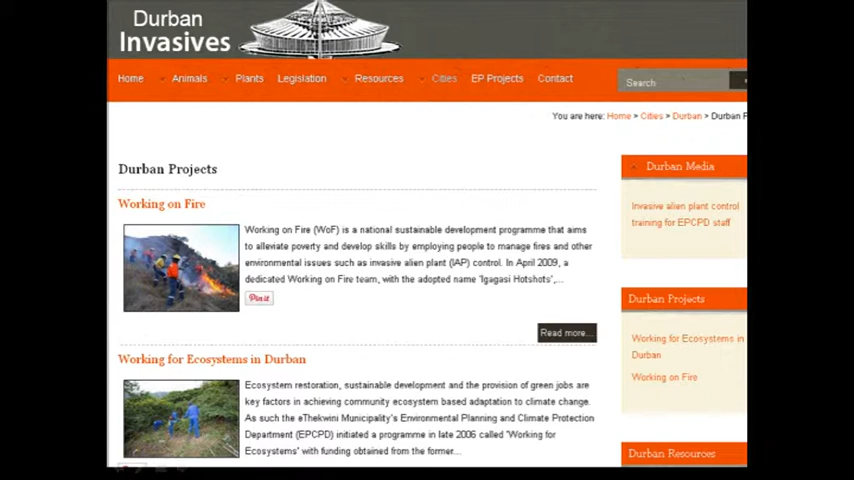 Durban
Invasives
Home Animals Plants Legislation Resources Cities EP Projects Contact
Search
You are here: Home > Cities > Durban > Durban
Durban Projects
Working on Fire
Working on Fire (WoF) is a national sustainable development programme that aims
to alleviate poverty and develop skills by employing people to manage fires and other
environmental issues such as invasive alien plant (IAP) control. In April 2009, a
dedicated Working on Fire team, with the adopted name 'Igagasi Hotshots',...
Pin it
Read more...
Working for Ecosystems in Durban
Ecosystem restoration, sustainable development and the provision of green jobs are
key factors in achieving community ecosystem based adaptation to climate change.
As such the eThekwini Municipality's Environmental Planning and Climate Protection
Department (EPCPD) initiated a programme in late 2006 called 'Working for
Ecosystems' with funding obtained from the former...
Durban Media
Invasive alien plant control
training for EPCPD staff
Durban Projects
Working for Ecosystems in
Durban
Working on Fire
Durban Resources